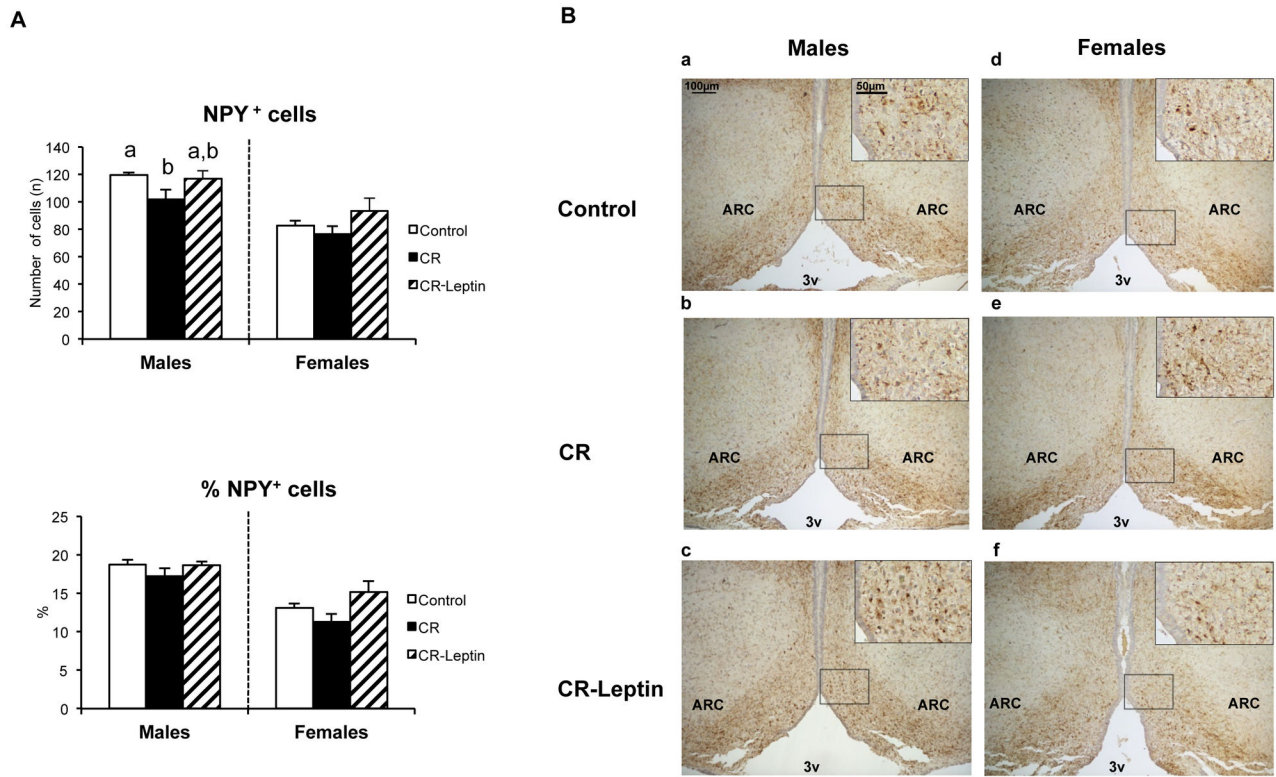 A
NPY + cells
a
b
a,b
Number of cells (n)
160
140
120
100
80
60
40
20
0
Males
Females
Control
CR
CR-Leptin
% NPY+ cells
%
25
20
15
10
5
0
Males
Females
Control
CR
CR-Leptin
B
Males
Females
Control
a
100µm
50µm
ARC
ARC
3v
d
ARC
ARC
3v
CR
b
ARC
ARC
3v
e
ARC
ARC
3v
CR-Leptin
c
ARC
ARC
3v
f
ARC
ARC
3v